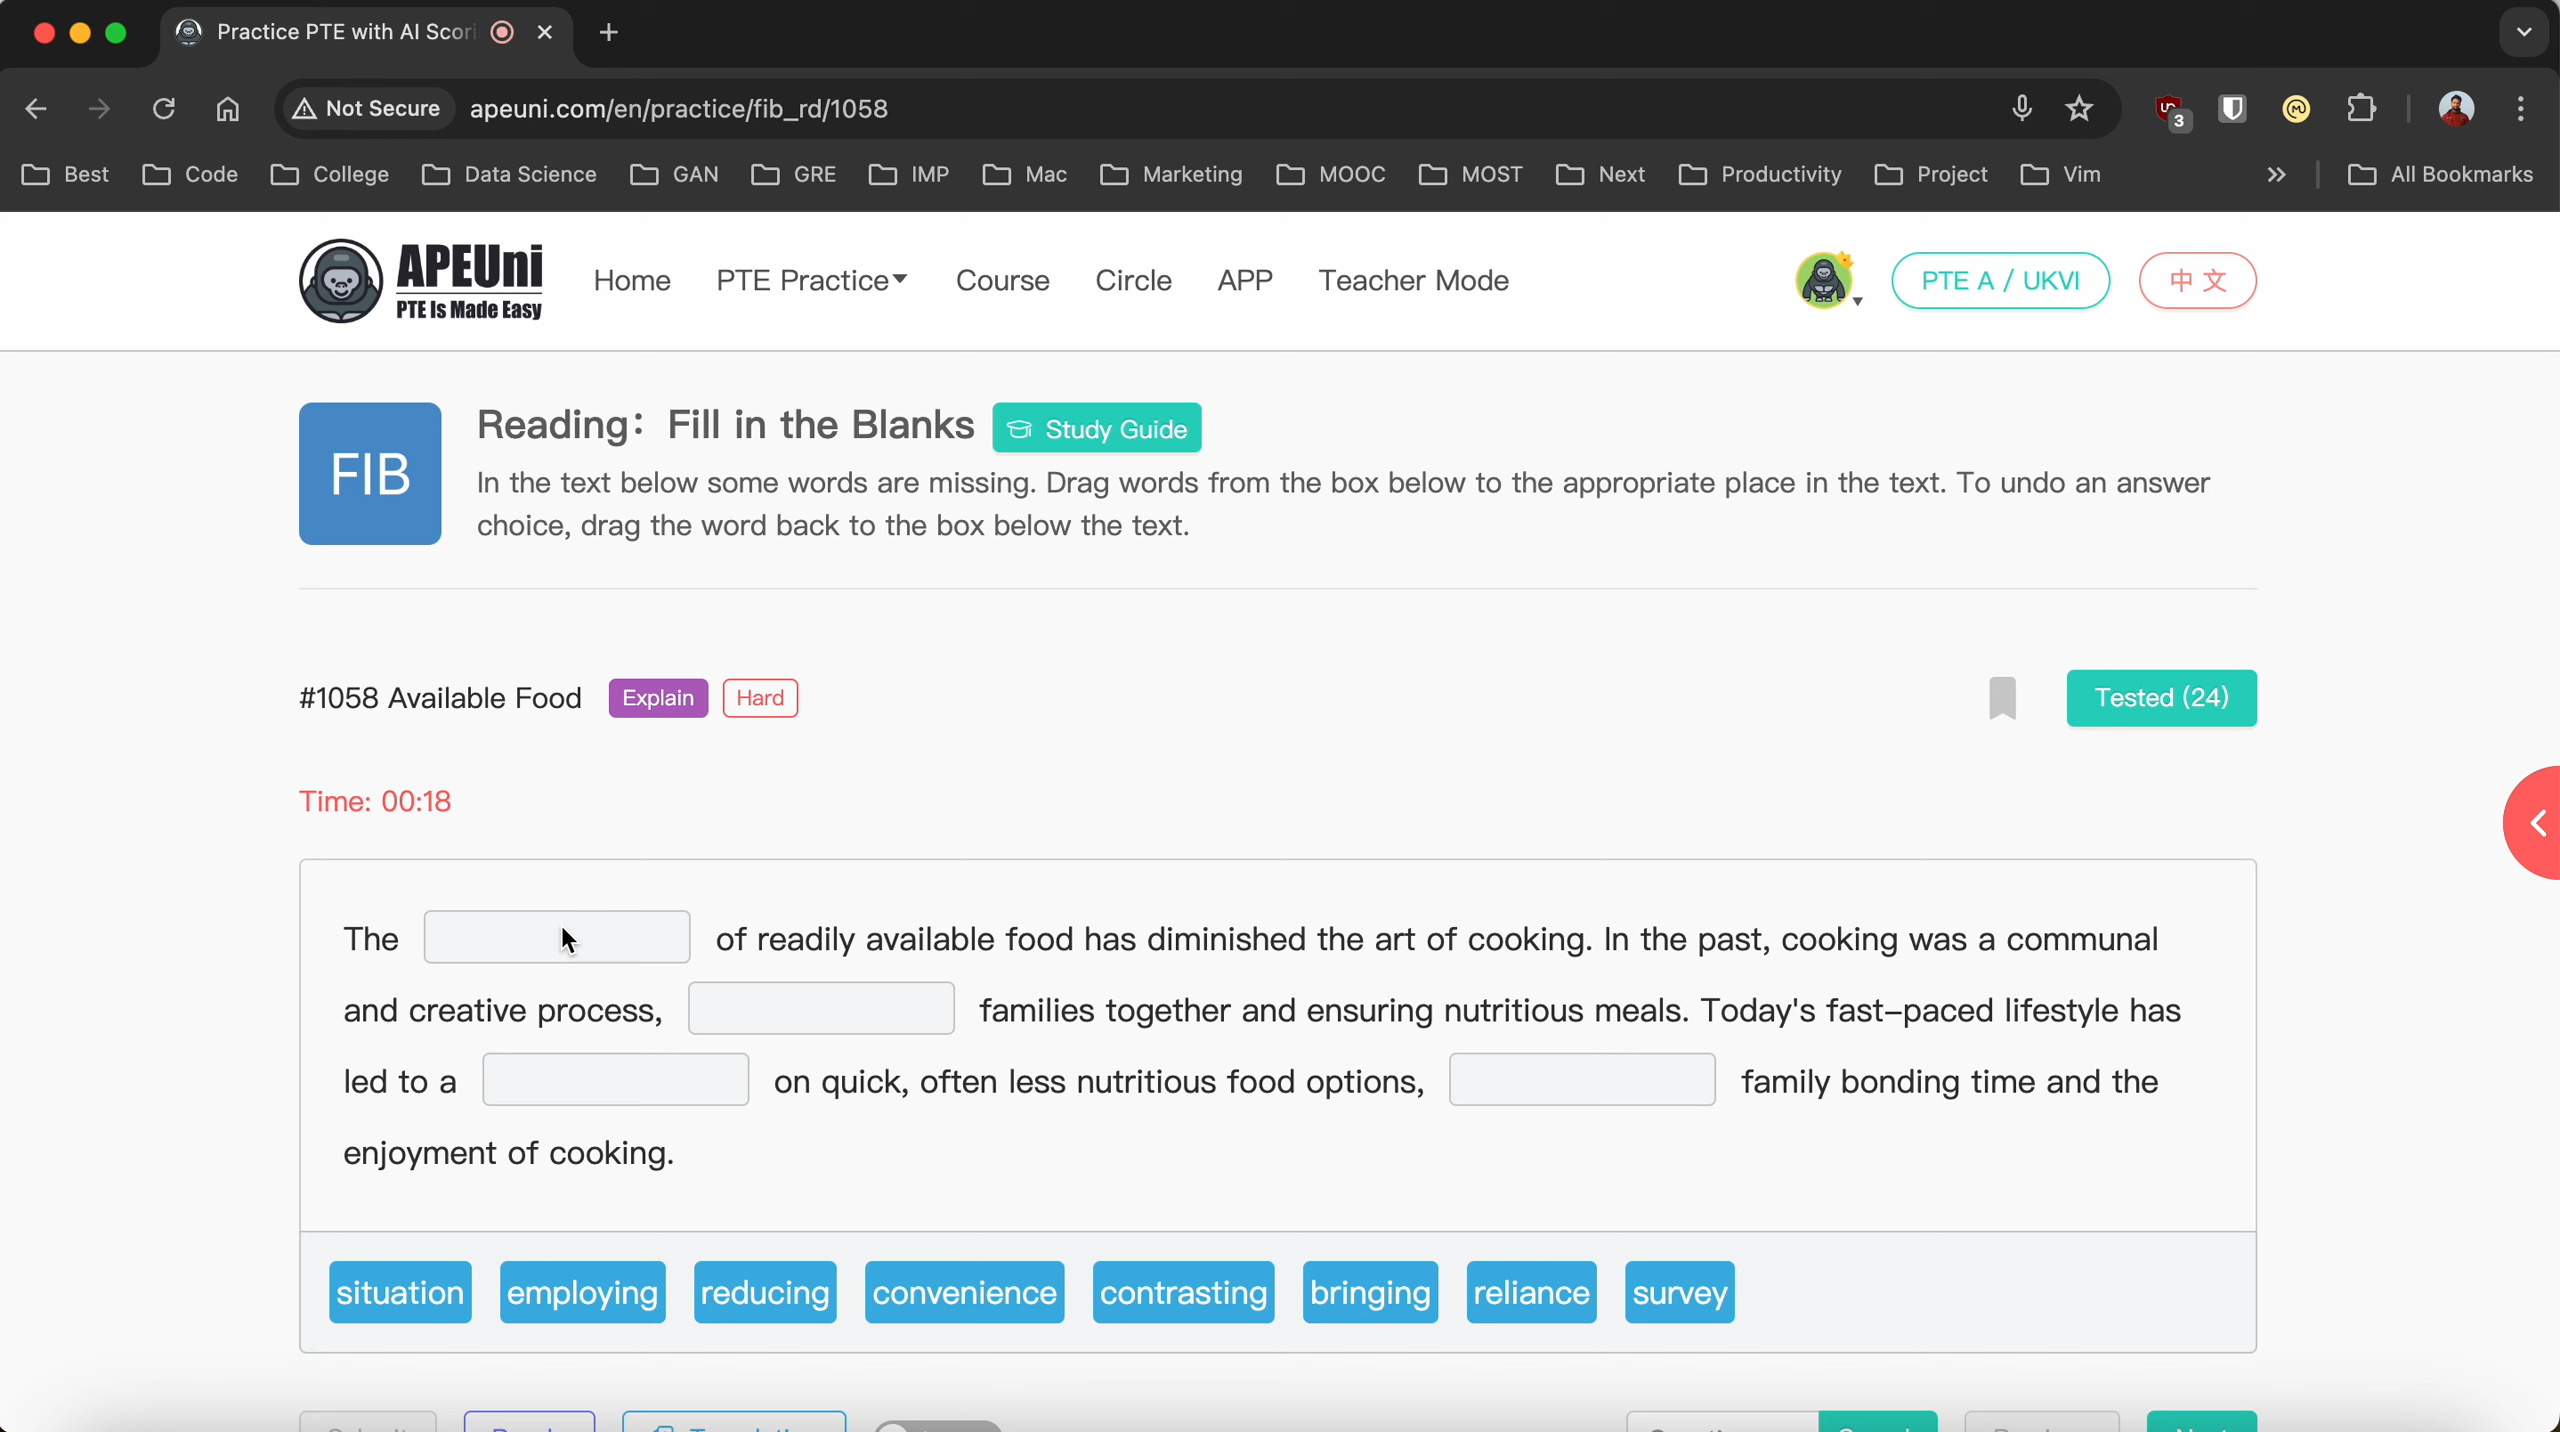 Practice PTE with AI Scori
Not Secure apeuni.com/en/practice/fib_rd/1058
3
Best Code College Data Science GAN GRE IMP Mac Marketing MOOC MOST Next Productivity Project Vim All Bookmarks
APEUni
PTE Is Made Easy
Home PTE Practice Course Circle APP Teacher Mode PTE A / UKVI 中文
FIB
Reading: Fill in the Blanks Study Guide
In the text below some words are missing. Drag words from the box below to the appropriate place in the text. To undo an answer
choice, drag the word back to the box below the text.
#1058 Available Food Explain Hard Tested (24)
Time: 00:18
The of readily available food has diminished the art of cooking. In the past, cooking was a communal
and creative process, families together and ensuring nutritious meals. Today's fast-paced lifestyle has
led to a on quick, often less nutritious food options, family bonding time and the
enjoyment of cooking.
situation employing reducing convenience contrasting bringing reliance survey